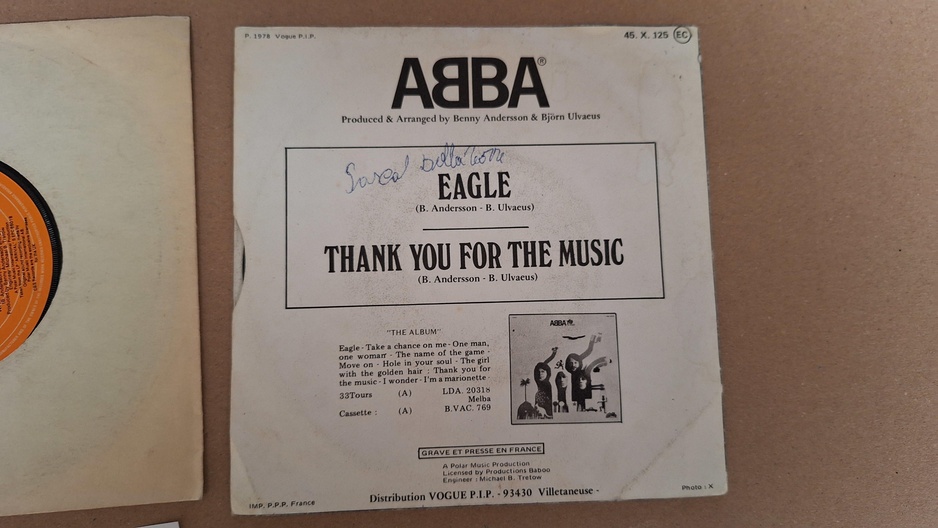 P. 1978 Vogue P.I.P.
45. X. 125 EC
ABBA®
Produced & Arranged by Benny Andersson & Björn Ulvaeus
EAGLE
(B. Andersson - B. Ulvaeus)
THANK YOU FOR THE MUSIC
(B. Andersson - B. Ulvaeus)
"THE ALBUM"
Eagle - Take a chance on me - One man,
one womarr - The name of the game -
Move on - Hole in your soul - The girl
with the golden hair : Thank you for
the music - I wonder - I'm a marionette -
33Tours (A) LDA. 20318
Melba
Cassette : (A) B.VAC. 769
ABBA
GRAVE ET PRESSE EN FRANCE
A Polar Music Production
Licensed by Productions Baboo
Engineer : Michael B. Tretow
Distribution VOGUE P.I.P. - 93430 Villetaneuse -
IMP. P.P.P. France
Photo : X